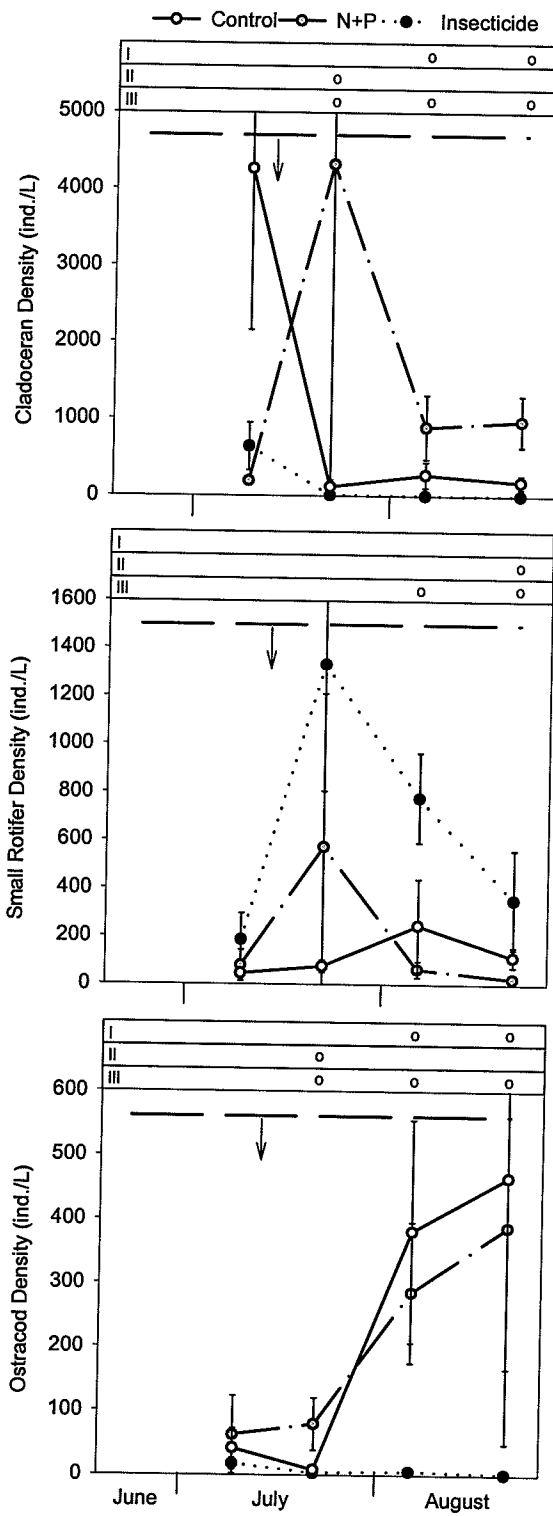 Control N+P Insecticide
I o o
II o
III o o o
5000
4000
3000
2000
1000
0
Cladoceran Density (ind./L)
I
II o
III o o
1600
1400
1200
1000
800
600
400
200
0
Small Rotifer Density (ind./L)
I o o
II o
III o o o
600
500
400
300
200
100
0
Ostracod Density (ind./L)
June July August